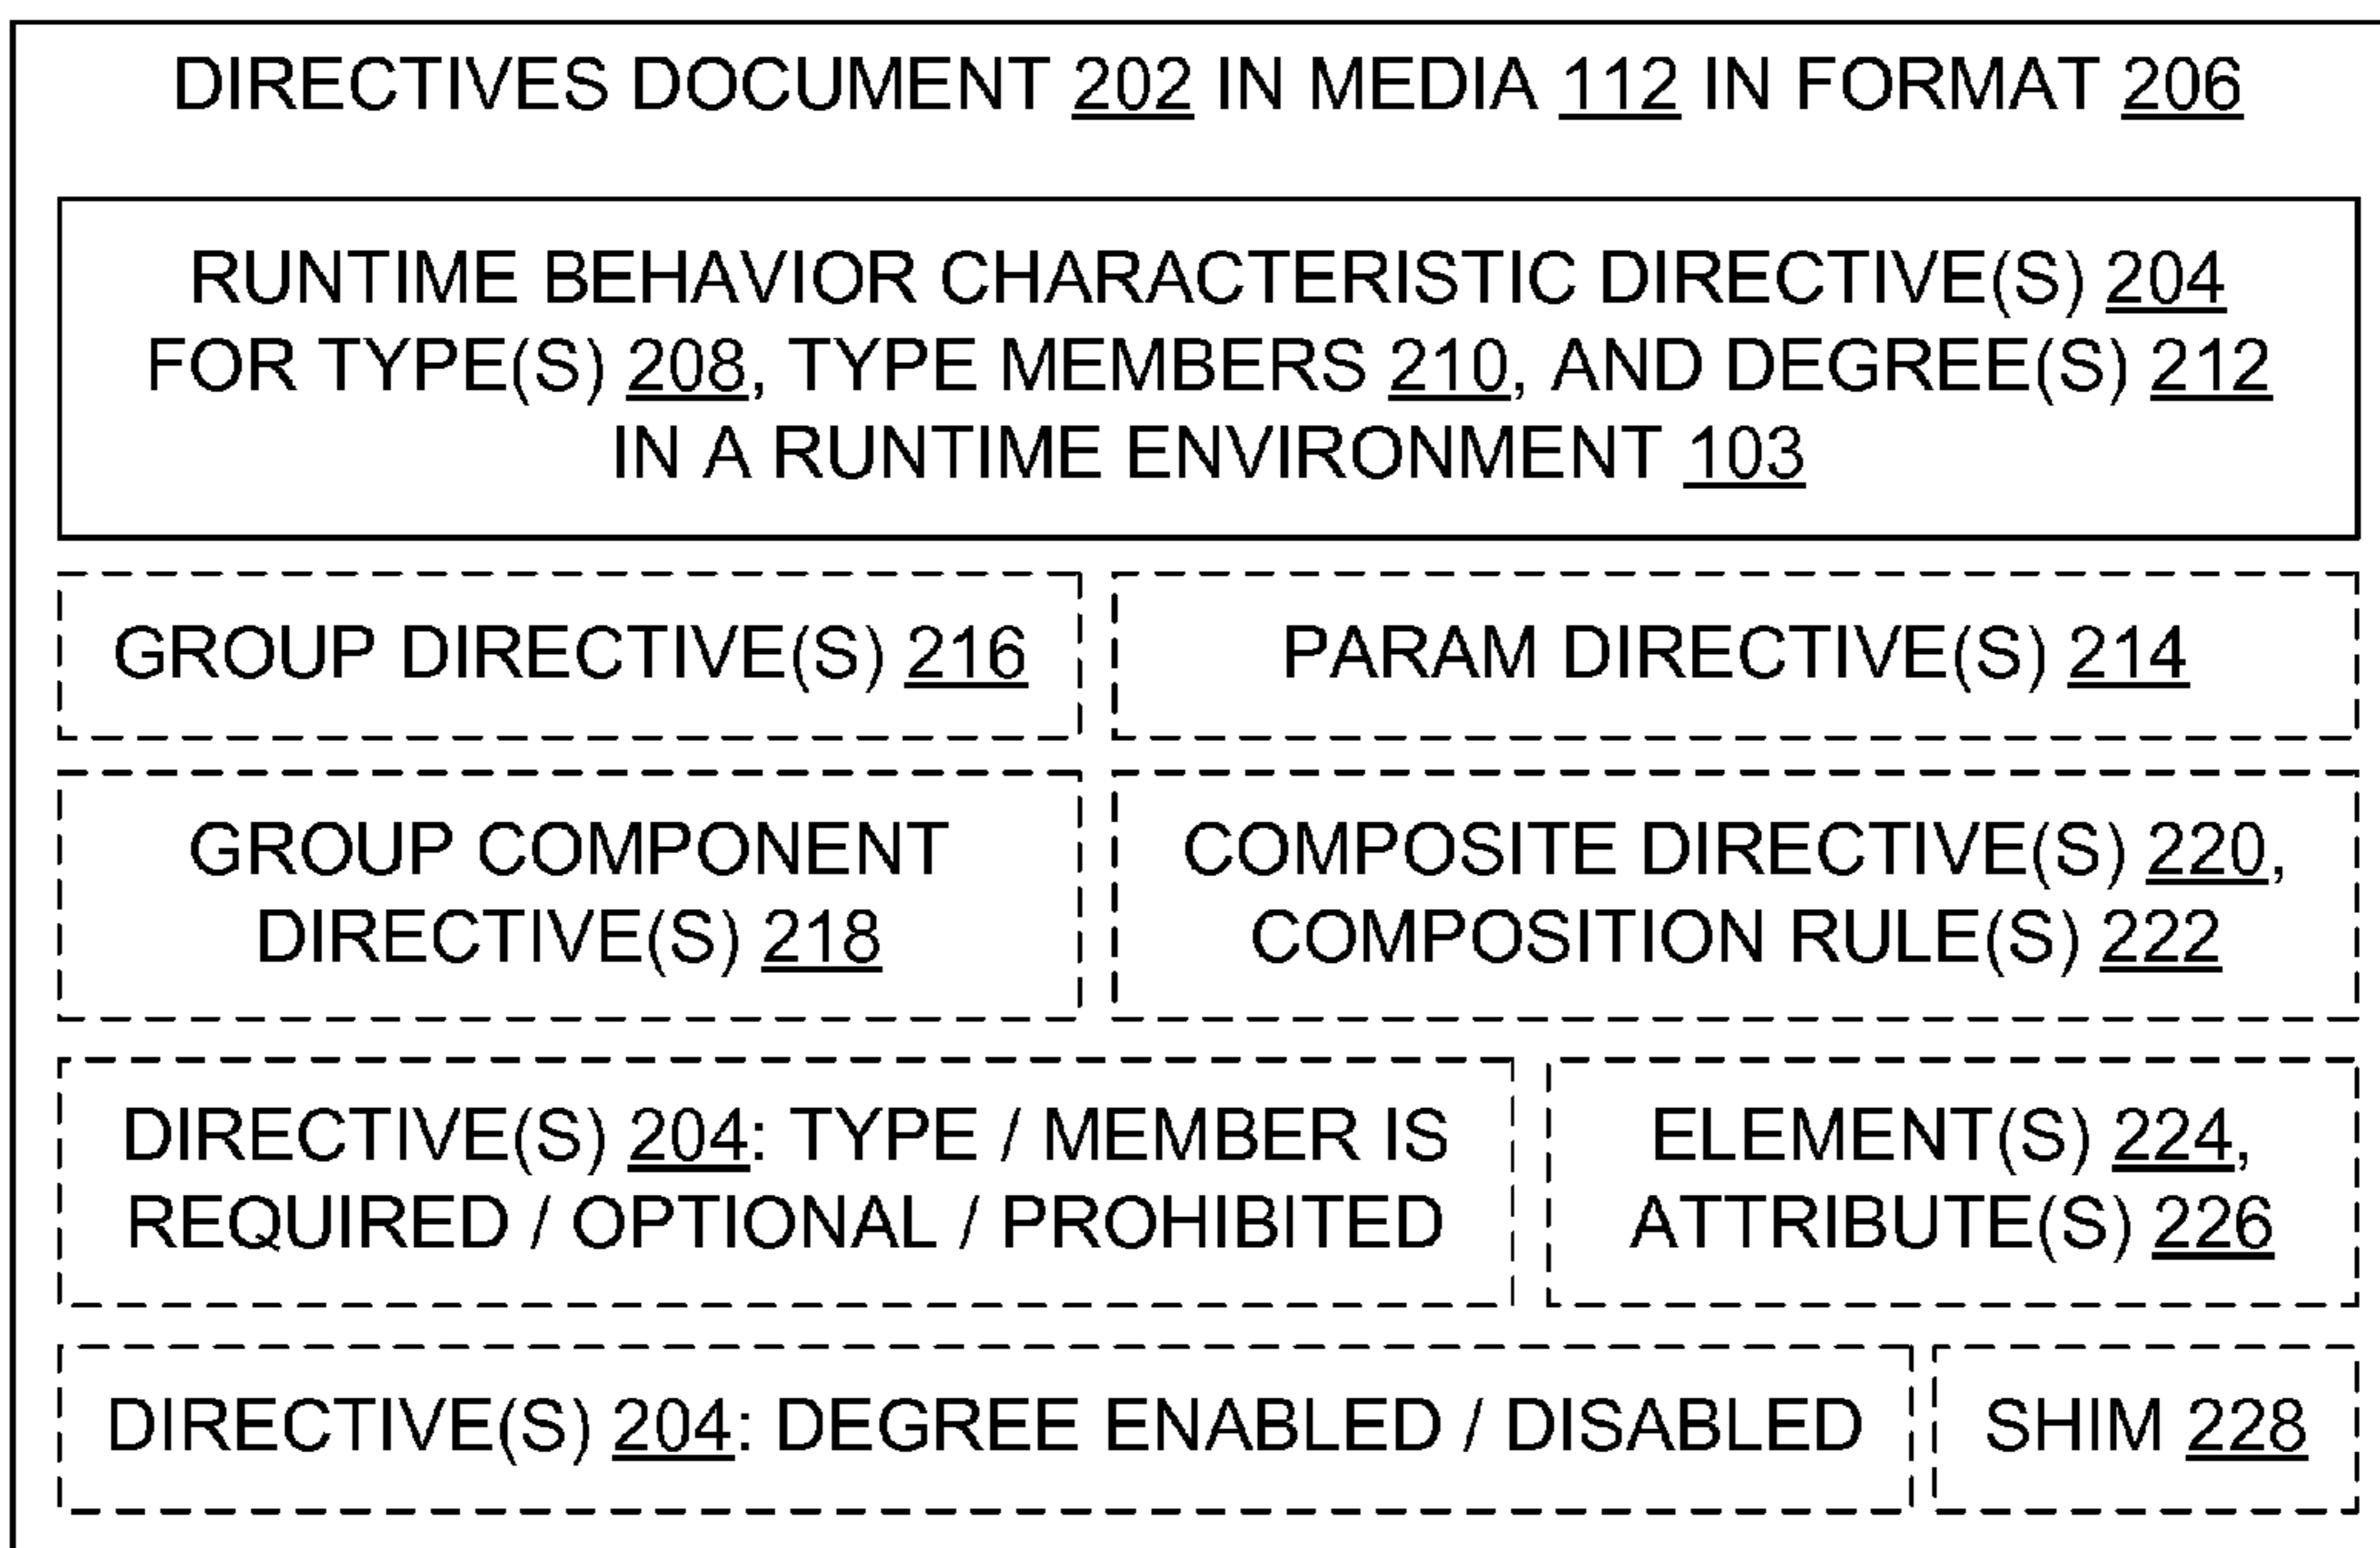 DIRECTIVES DOCUMENT 202 IN MEDIA 112 IN FORMAT 206
RUNTIME BEHAVIOR CHARACTERISTIC DIRECTIVE(S) 204
FOR TYPE(S) 208, TYPE MEMBERS 210, AND DEGREE(S) 212
IN A RUNTIME ENVIRONMENT 103
GROUP DIRECTIVE(S) 216
PARAM DIRECTIVE(S) 214
GROUP COMPONENT
DIRECTIVE(S) 218
COMPOSITE DIRECTIVE(S) 220,
COMPOSITION RULE(S) 222
DIRECTIVE(S) 204: TYPE / MEMBER IS
REQUIRED / OPTIONAL / PROHIBITED
ELEMENT(S) 224,
ATTRIBUTE(S) 226
DIRECTIVE(S) 204: DEGREE ENABLED / DISABLED
SHIM 228